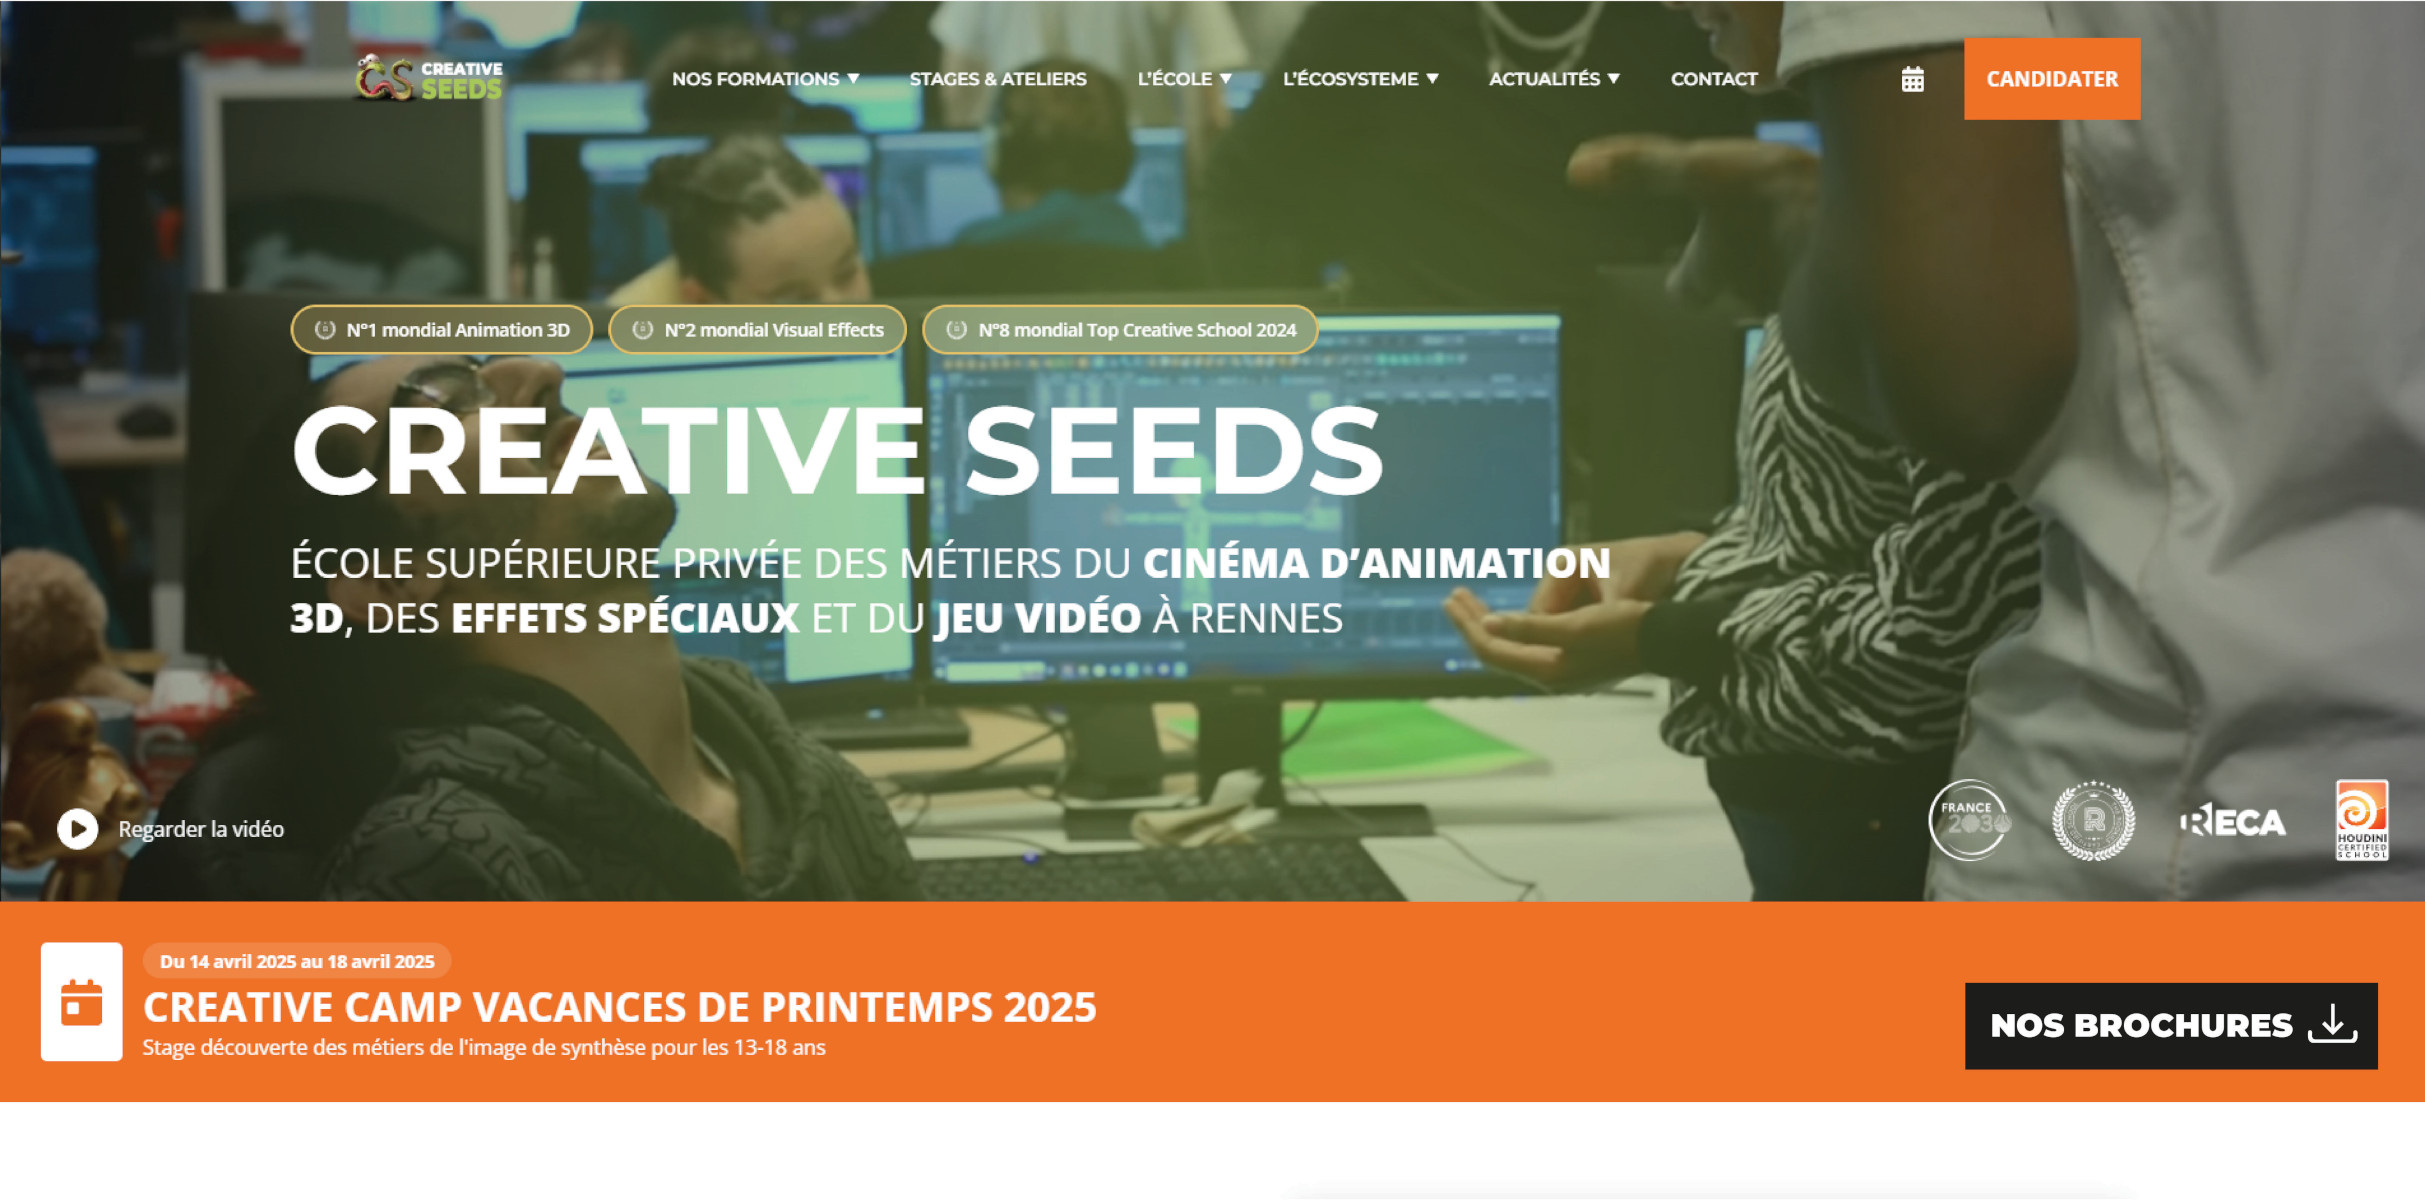 CREATIVE
SEEDS
NOS FORMATIONS
STAGES & ATELIERS
L'ÉCOLE
L'ÉCOSYSTEME
ACTUALITÉS
CONTACT
CANDIDATER
N°1 mondial Animation 3D
N°2 mondial Visual Effects
N°8 mondial Top Creative School 2024
CREATIVE SEEDS
ÉCOLE SUPÉRIEURE PRIVÉE DES MÉTIERS DU CINÉMA D'ANIMATION
3D, DES EFFETS SPÉCIAUX ET DU JEU VIDÉO À RENNES
Regarder la vidéo
FRANCE
2030
RECA
HOUDINI
CERTIFIED
SCHOOL
Du 14 avril 2025 au 18 avril 2025
CREATIVE CAMP VACANCES DE PRINTEMPS 2025
Stage découverte des métiers de l'image de synthèse pour les 13-18 ans
NOS BROCHURES